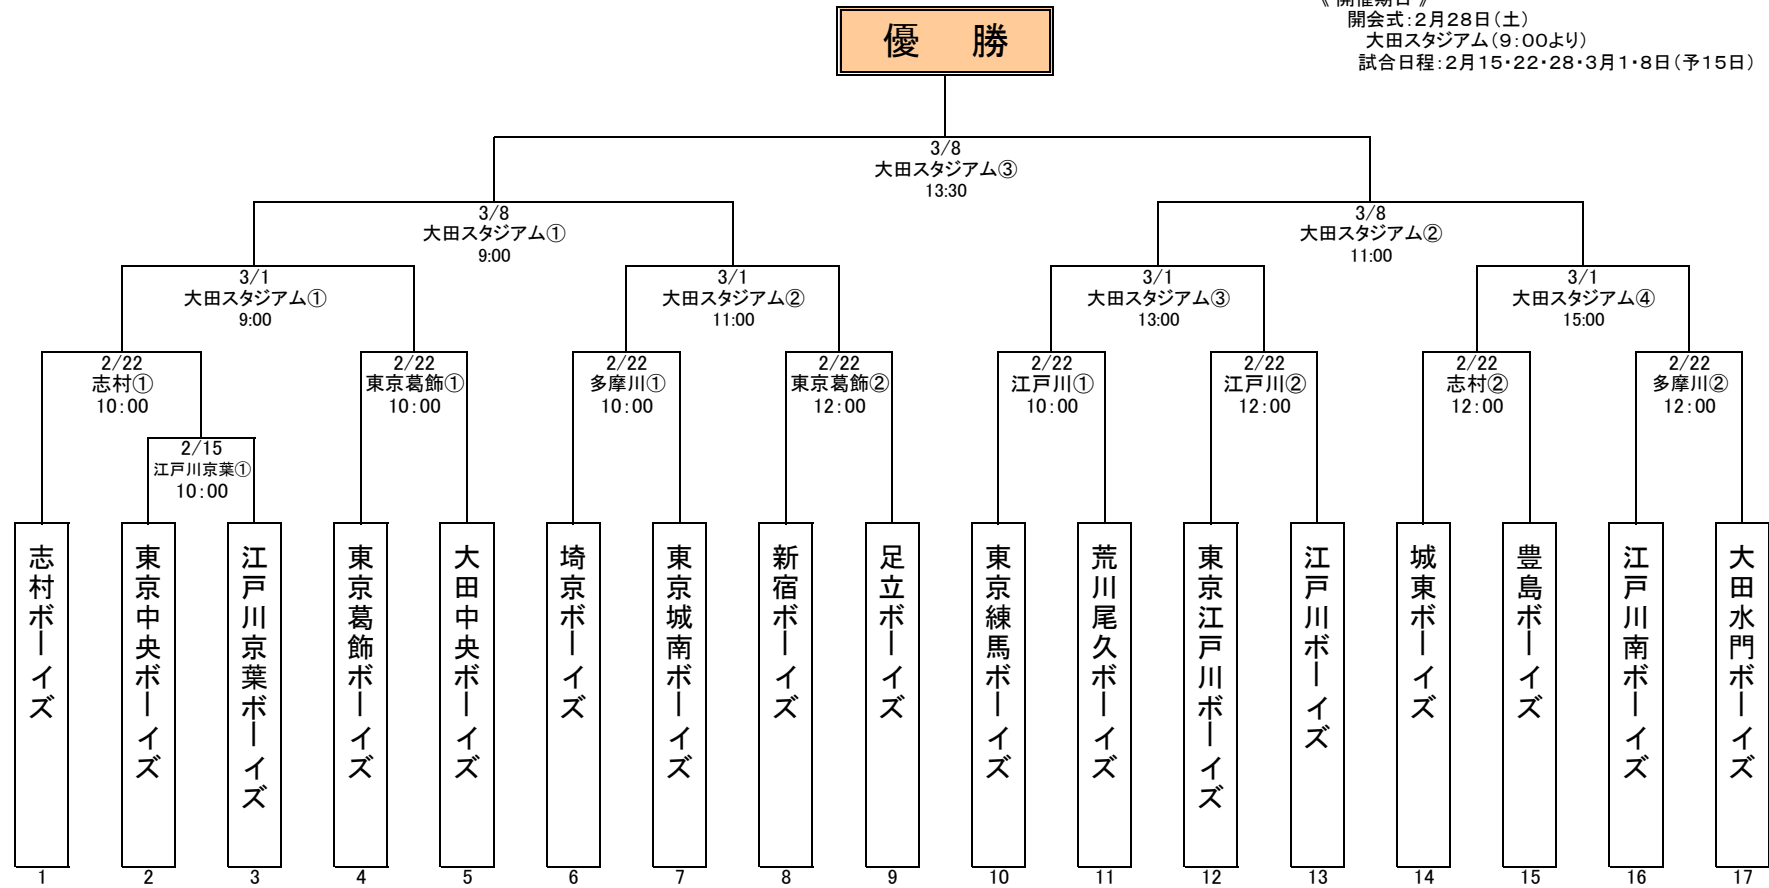 《 開催期日 》
開会式:2月28日(土)
大田スタジアム(9:00より)
試合日程:2月15・22・28・3月1・8日(予15日)
優　勝
3/8
大田スタジアム③
13:30
3/8
大田スタジアム①
9:00
3/8
大田スタジアム②
11:00
3/1
大田スタジアム①
9:00
3/1
大田スタジアム②
11:00
3/1
大田スタジアム③
13:00
3/1
大田スタジアム④
15:00
2/22
志村①
10:00
2/22
東京葛飾①
10:00
2/22
多摩川①
10:00
2/22
東京葛飾②
12:00
2/22
江戸川①
10:00
2/22
江戸川②
12:00
2/22
志村②
12:00
2/22
多摩川②
12:00
2/15
江戸川京葉①
10:00
志村ボーイズ
東京中央ボーイズ
江戸川京葉ボーイズ
東京葛飾ボーイズ
大田中央ボーイズ
埼京ボーイズ
東京城南ボーイズ
新宿ボーイズ
足立ボーイズ
東京練馬ボーイズ
荒川尾久ボーイズ
東京江戸川ボーイズ
江戸川ボーイズ
城東ボーイズ
豊島ボーイズ
江戸川南ボーイズ
大田水門ボーイズ
1 2 3 4 5 6 7 8 9 10 11 12 13 14 15 16 17